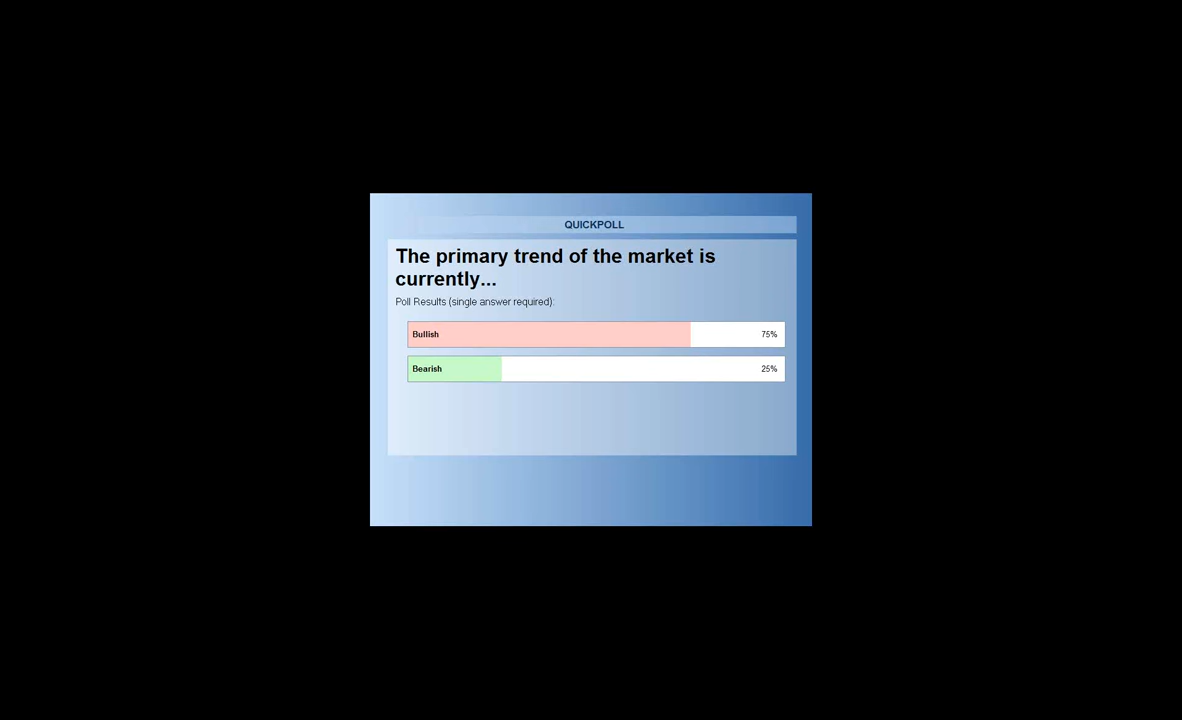 QUICKPOLL
The primary trend of the market is
currently...
Poll Results (single answer required):
Bullish 75%
Bearish 25%